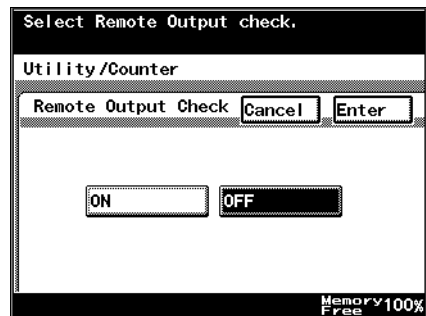 Select Remote Output check.
Utility/Counter
Remote Output Check Cancel Enter
ON OFF
Memory Free 100%